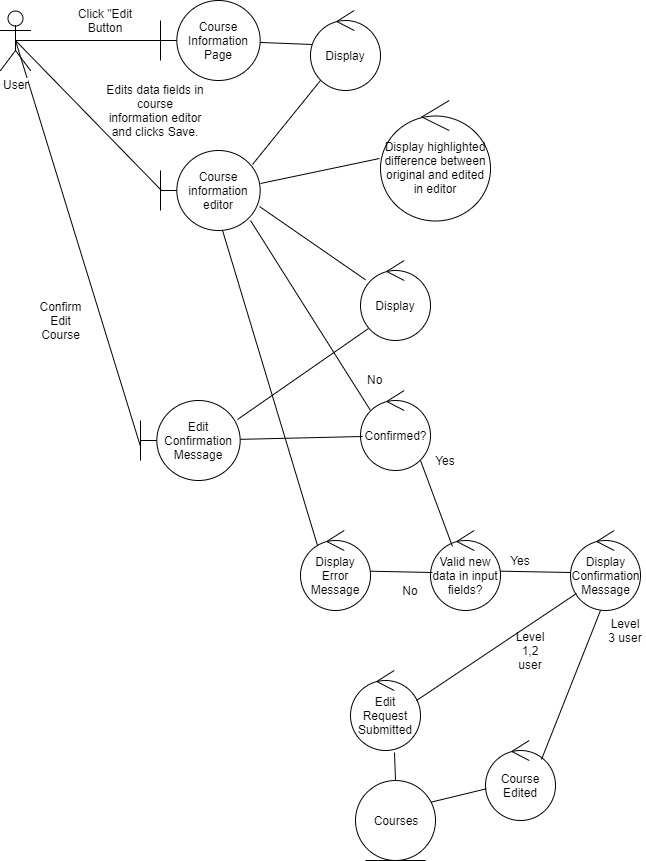 Click "Edit
Button
Course
Information
Page
Display
User
Edits data fields in
course
information editor
and clicks Save.
Course
information
editor
Display highlighted
difference between
original and edited
in editor
Display
Confirm
Edit
Course
No
Edit
Confirmation
Message
Confirmed?
Yes
Display
Error
Message
No
Valid new
data in input
fields?
Yes
Display
Confirmation
Message
Level
1,2
user
Level
3 user
Edit
Request
Submitted
Course
Edited
Courses